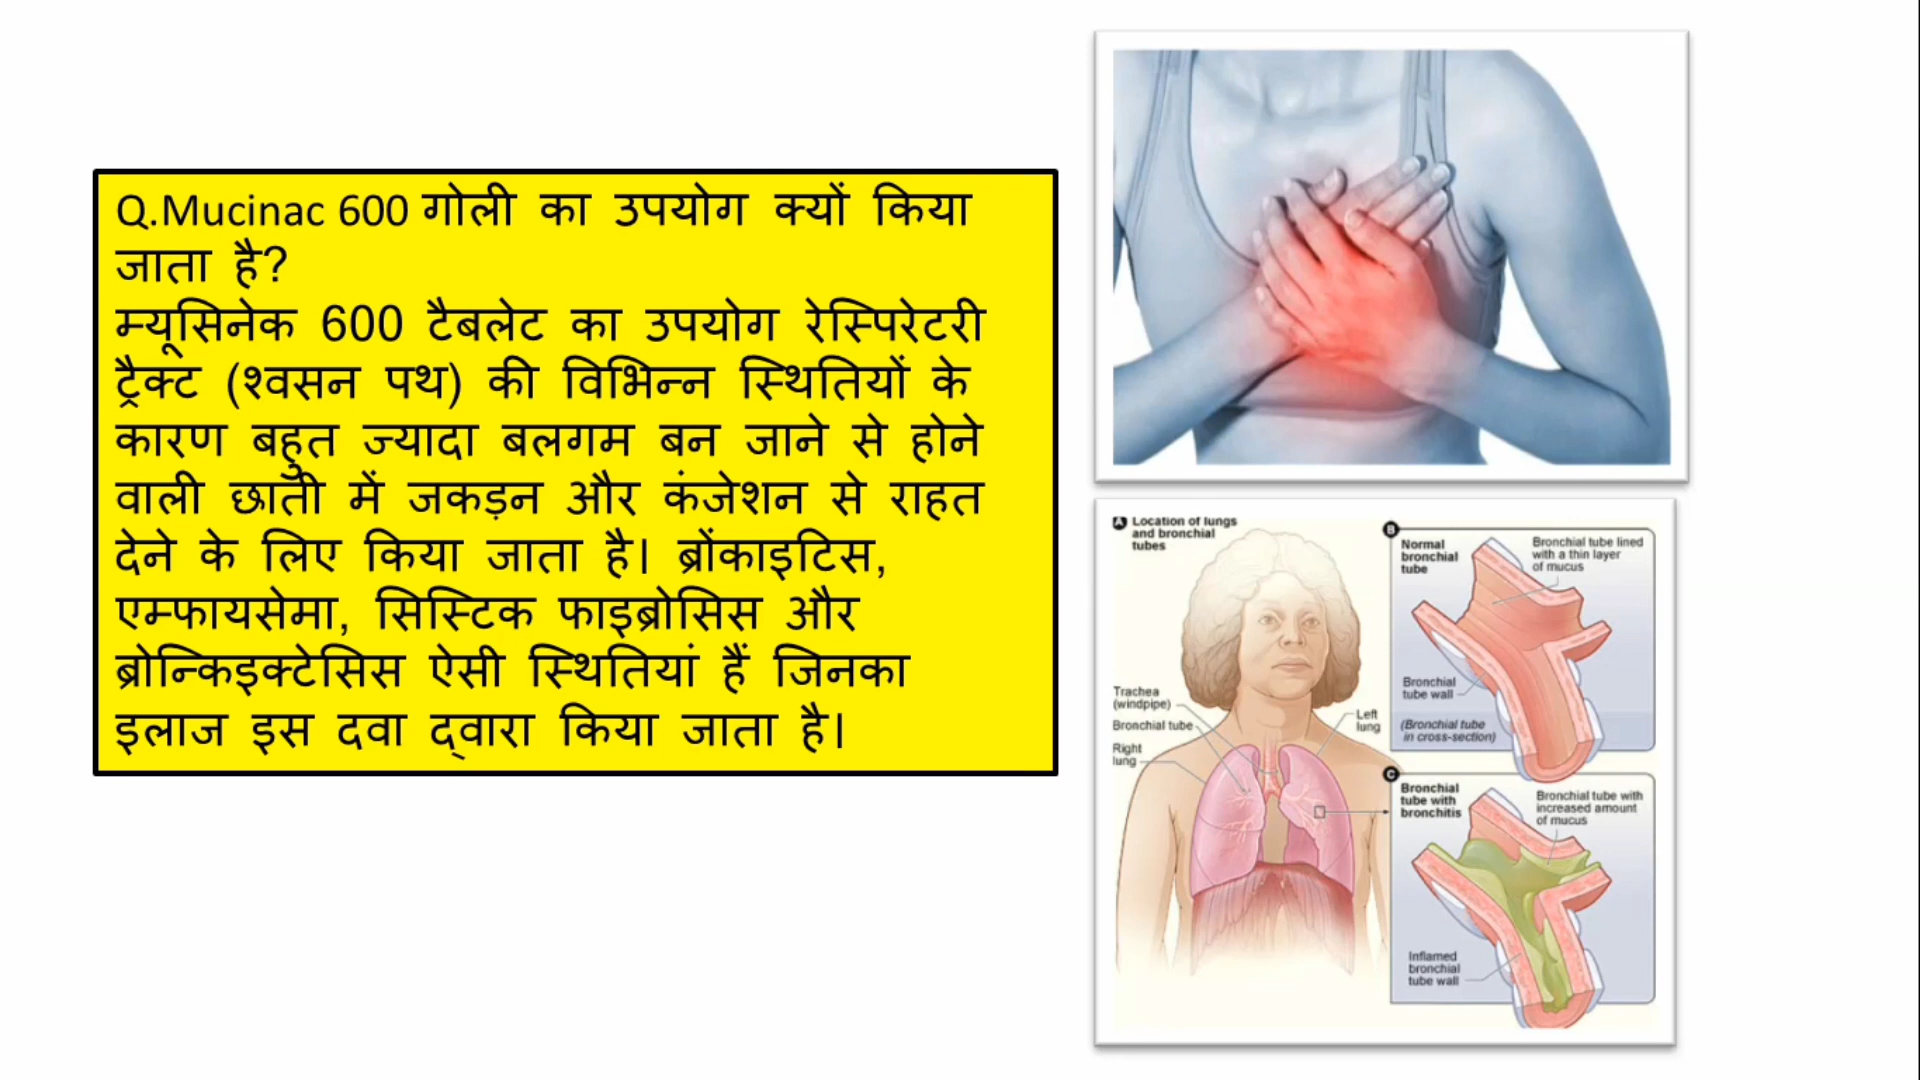 Q.Mucinac 600 गोली का उपयोग क्यों किया
जाता है?
म्यूसिनेक 600 टैबलेट का उपयोग रेस्पिरेटरी
ट्रैक्ट (श्वसन पथ) की विभिन्न स्थितियों के
कारण बहुत ज्यादा बलगम बन जाने से होने
वाली छाती में जकड़न और कंजेशन से राहत
देने के लिए किया जाता है। ब्रोंकाइटिस,
एम्फायसेमा, सिस्टिक फाइब्रोसिस और
ब्रोन्किइक्टेसिस ऐसी स्थितियां हैं जिनका
इलाज इस दवा द्वारा किया जाता है।
A Location of lungs
and bronchial
tubes
Trachea
(windpipe)
Bronchial tube
Right
lung
Left
lung
B
Normal
bronchial
tube
Bronchial tube lined
with a thin layer
of mucus
Bronchial
tube wall
(Bronchial tube
in cross-section)
C
Bronchial
tube with
bronchitis
Bronchial tube with
increased amount
of mucus
Inflamed
bronchial
tube wall